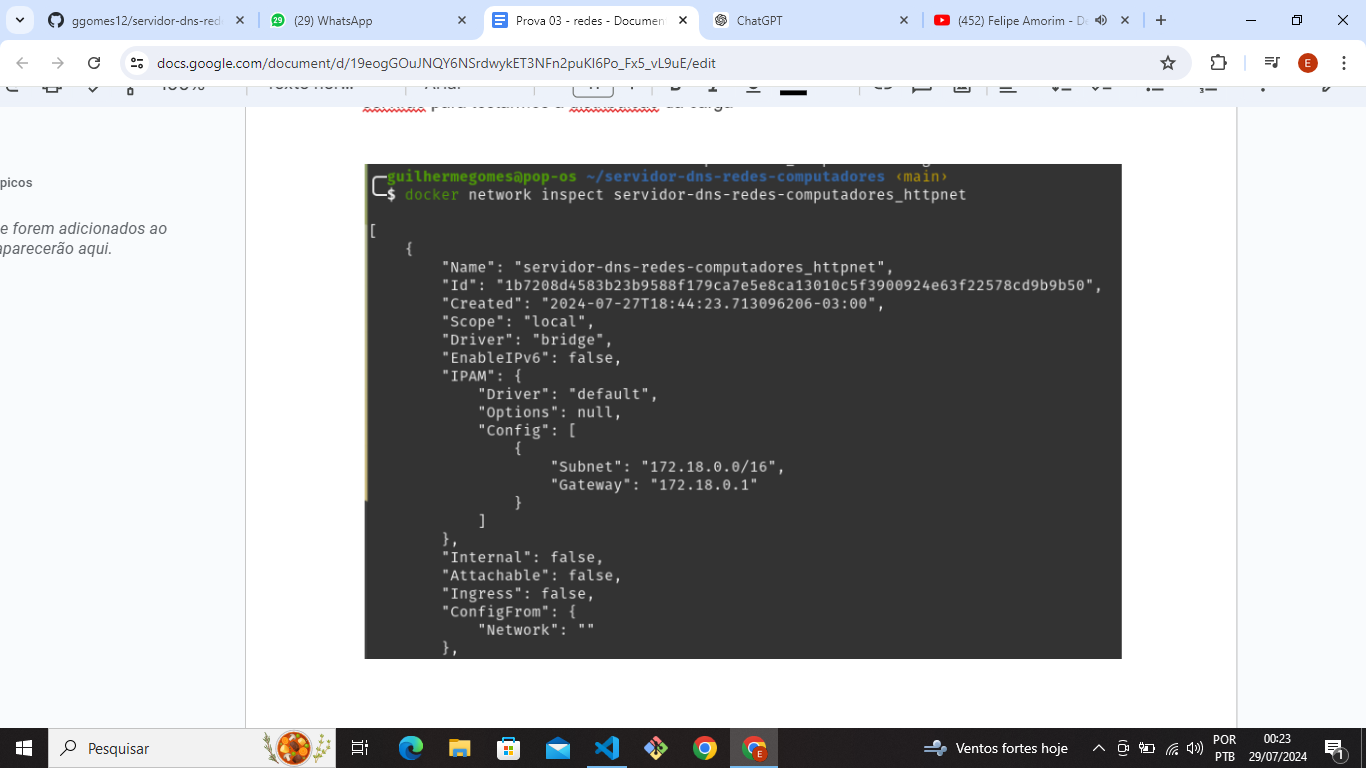 ggomes12/servidor-dns-red
(29) WhatsApp
Prova 03 - redes - Documen
ChatGPT
(452) Felipe Amorim - De
docs.google.com/document/d/19eogGOuJNQY6NSrdwykET3NFn2puKI6Po_Fx5_vL9uE/edit
E
para testarmos a
da carga
picos
e forem adicionados ao
aparecerão aqui.
guilhermegomes@pop-os ~/servidor-dns-redes-computadores ‹main›
$ docker network inspect servidor-dns-redes-computadores_httpnet
[
{
"Name": "servidor-dns-redes-computadores_httpnet",
"Id": "1b7208d4583b23b9588f179ca7e5e8ca13010c5f3900924e63f22578cd9b9b50",
"Created": "2024-07-27T18:44:23.713096206-03:00",
"Scope": "local",
"Driver": "bridge",
"EnableIPv6": false,
"IPAM": {
"Driver": "default",
"Options": null,
"Config": [
{
"Subnet": "172.18.0.0/16",
"Gateway": "172.18.0.1"
}
]
},
"Internal": false,
"Attachable": false,
"Ingress": false,
"ConfigFrom": {
"Network": ""
},
Pesquisar
E
Ventos fortes hoje
POR
PTB
00:23
29/07/2024
1